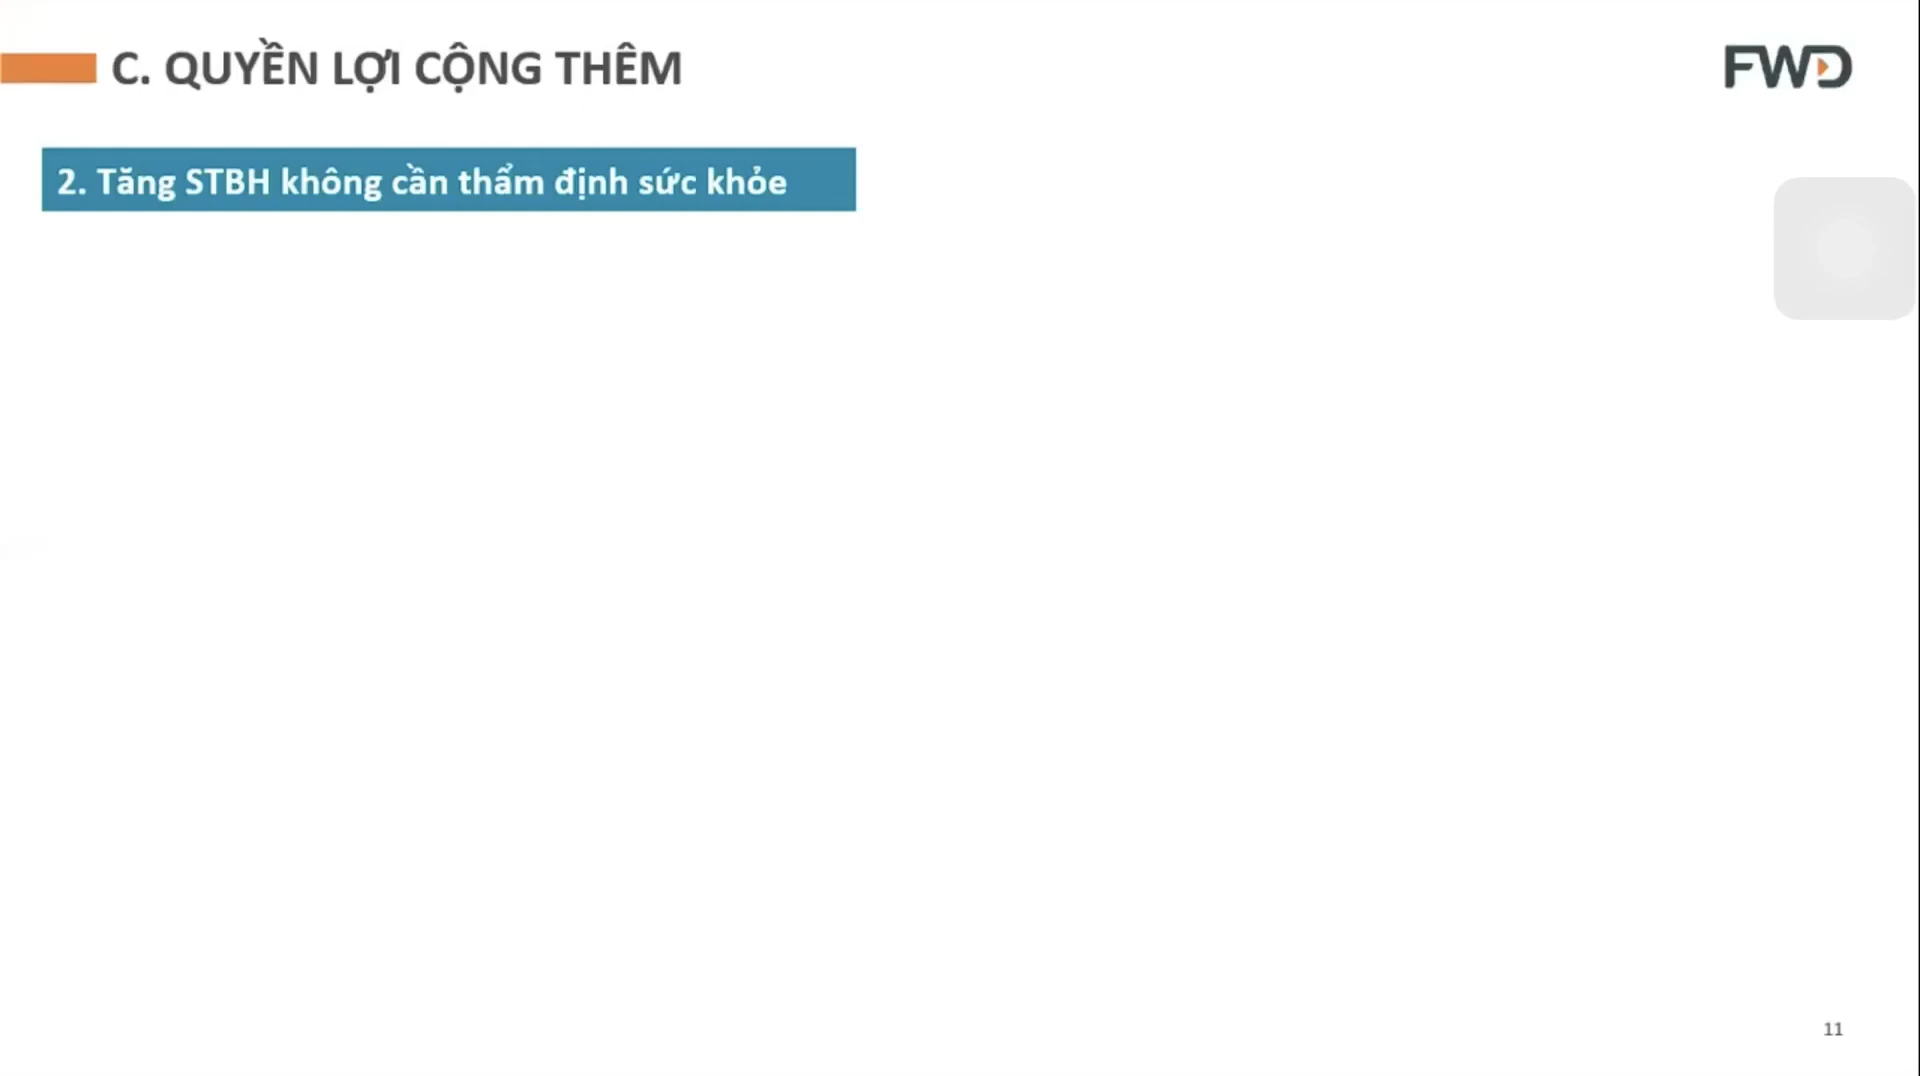 C. QUYỀN LỢI CỘNG THÊM
FWD
2. Tăng STBH không cần thẩm định sức khỏe
11